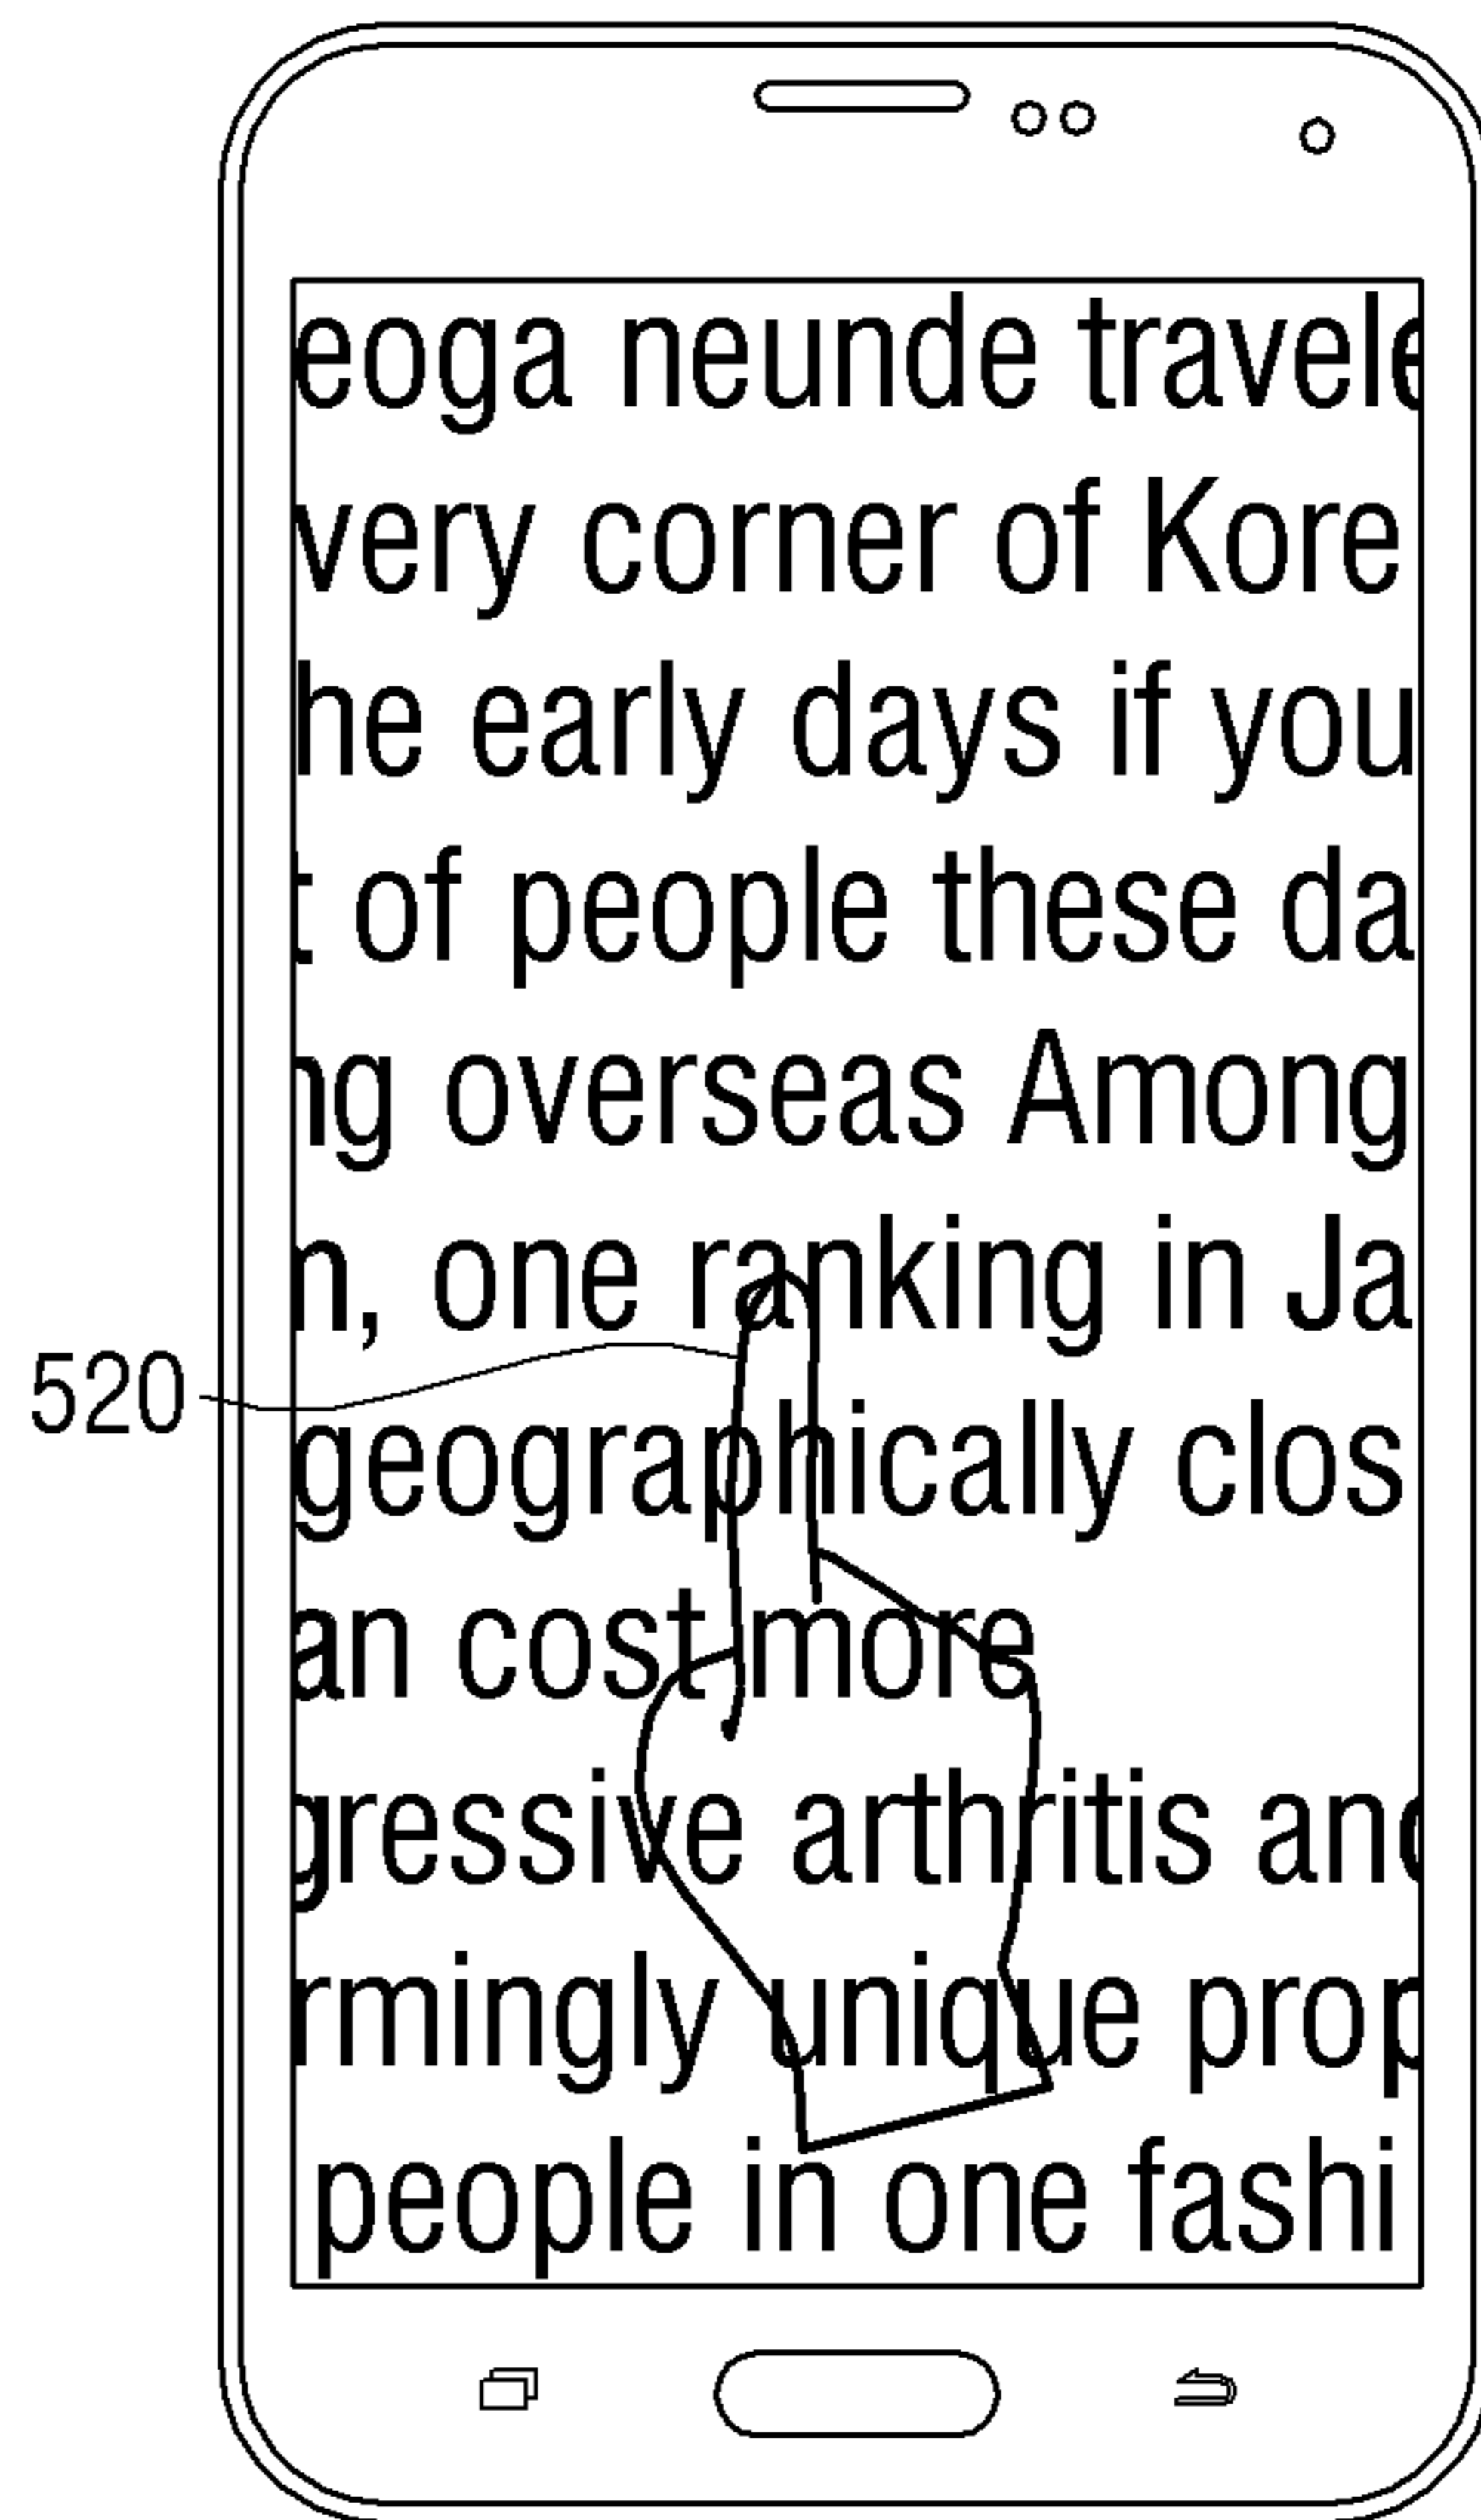 eoga neunde travele
very corner of Kore
he early days if you
t of people these da
ng overseas Among
n, one ranking in Ja
520
geographically clos
an cost more
gressive arthritis and
rmingly unique prop
people in one fashi